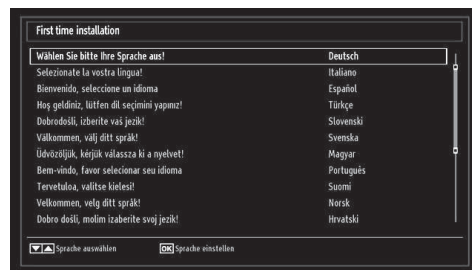 First time installation
Wählen Sie bitte Ihre Sprache aus! Deutsch
Selezionate la vostra lingua! Italiano
Bienvenido, seleccione un idioma Español
Hoş geldiniz, lütfen dil seçimini yapınız! Türkçe
Dobrodošli, izberite vaš jezik! Slovenski
Välkommen, välj ditt språk! Svenska
Üdvözöljük, kérjük válassza ki a nyelvet! Magyar
Bem-vindo, favor selecionar seu idioma Português
Tervetuloa, valitse kielesi! Suomi
Velkommen, velg ditt språk! Norsk
Dobro došli, molim izaberite svoj jezik! Hrvatski
Sprache auswählen OK Sprache einstellen